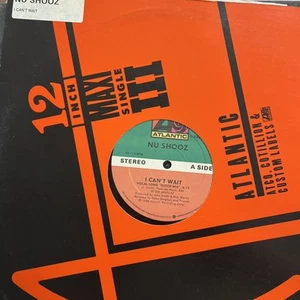 NU SHOOZ
I CAN'T WAIT
12
INCH
MAXI
SINGLE
III
ATLANTIC
ATCO, COTILLION &
CUSTOM LABELS
ATLANTIC
NU SHOOZ
STEREO
A SIDE
I CAN'T WAIT